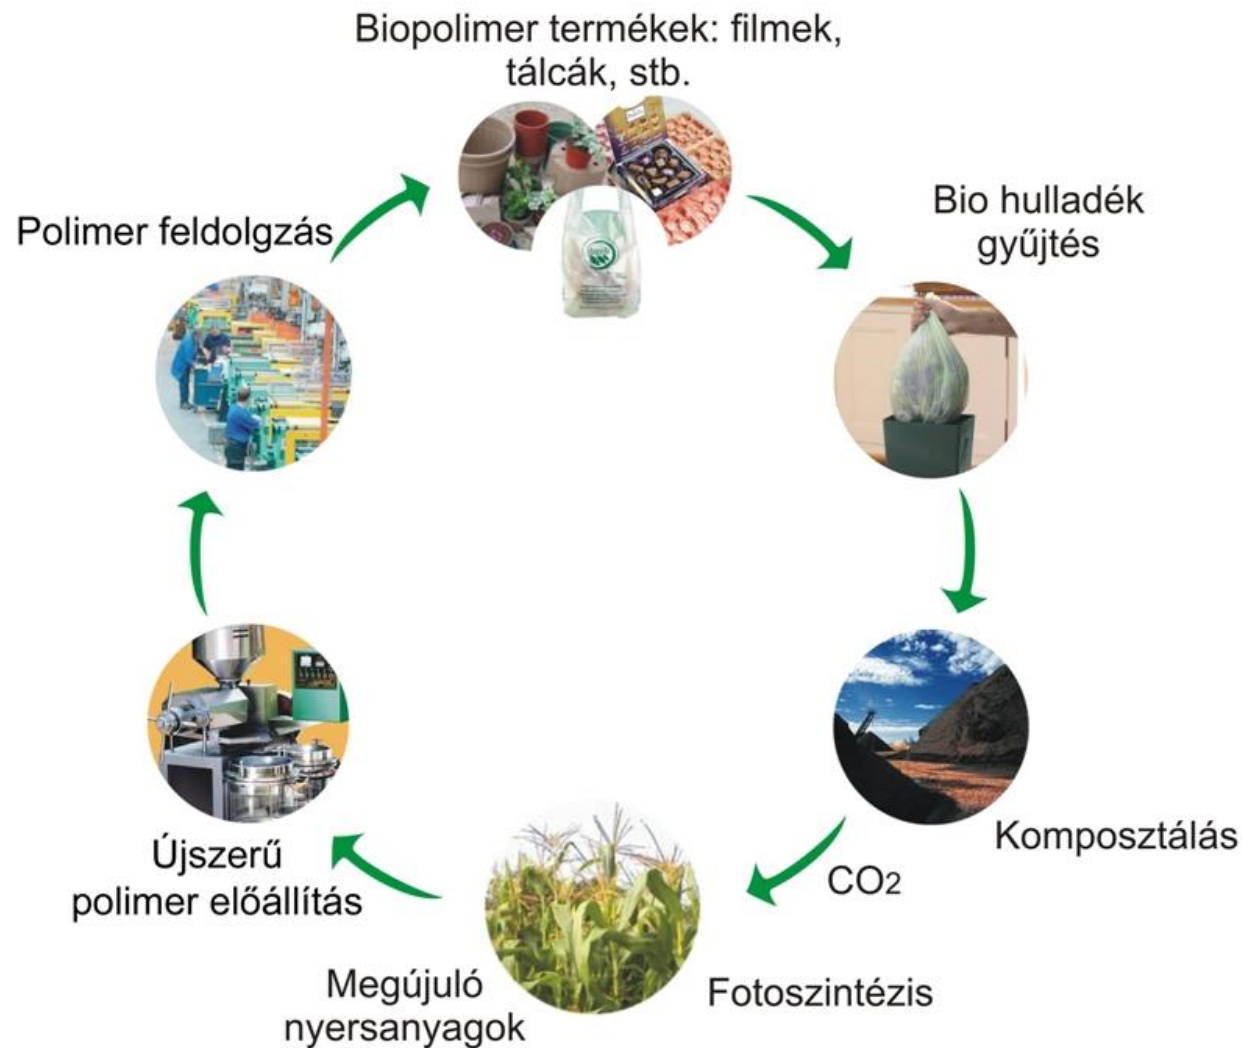 Biopolimer termékek: filmek,
tálcák, stb.
Bio hulladék
gyűjtés
Polimer feldolgzás
Komposztálás
CO2
Újszerű
polimer előállítás
Fotoszintézis
Megújuló
nyersanyagok